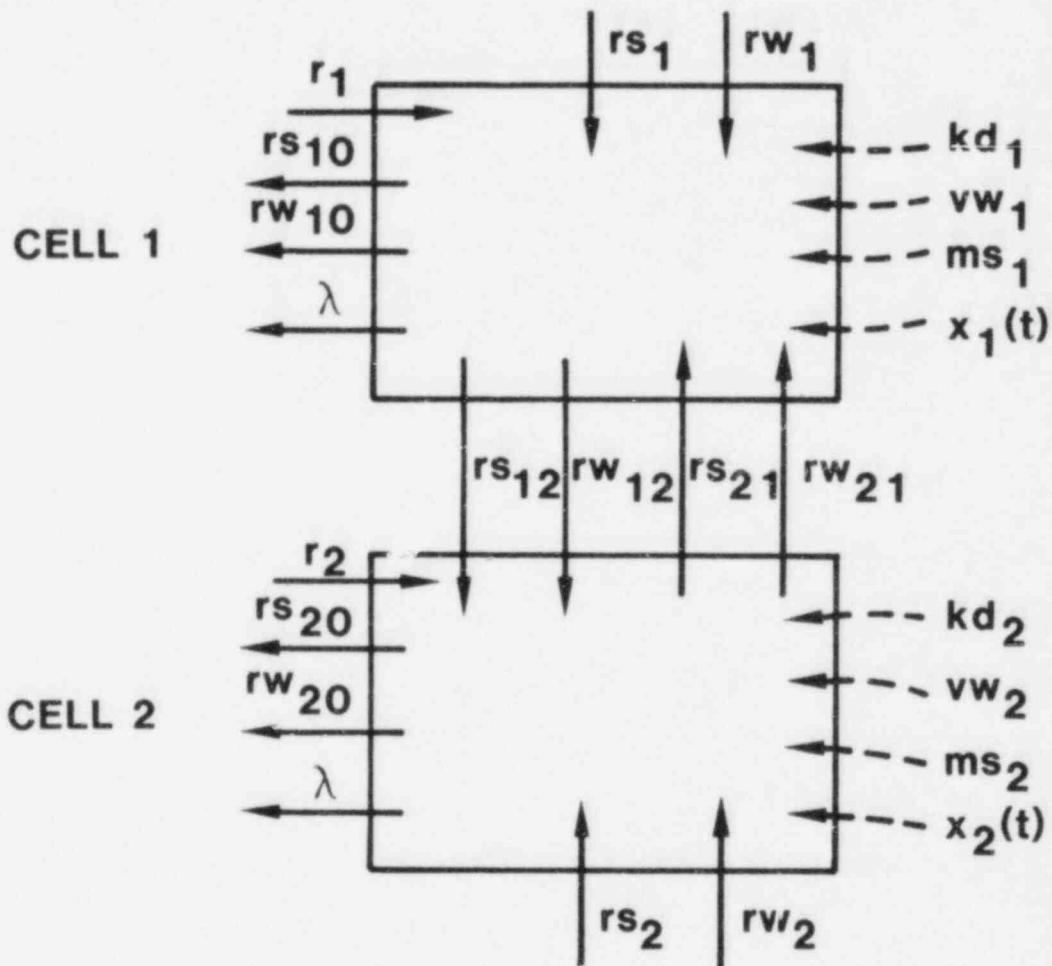 rs₁ rw₁
r₁
rs₁₀
rw₁₀
CELL 1
λ
kd₁
vw₁
ms₁
x₁(t)
rs₁₂ rw₁₂ rs₂₁ rw₂₁
r₂
rs₂₀
rw₂₀
CELL 2
λ
kd₂
vw₂
ms₂
x₂(t)
rs₂ rw₂